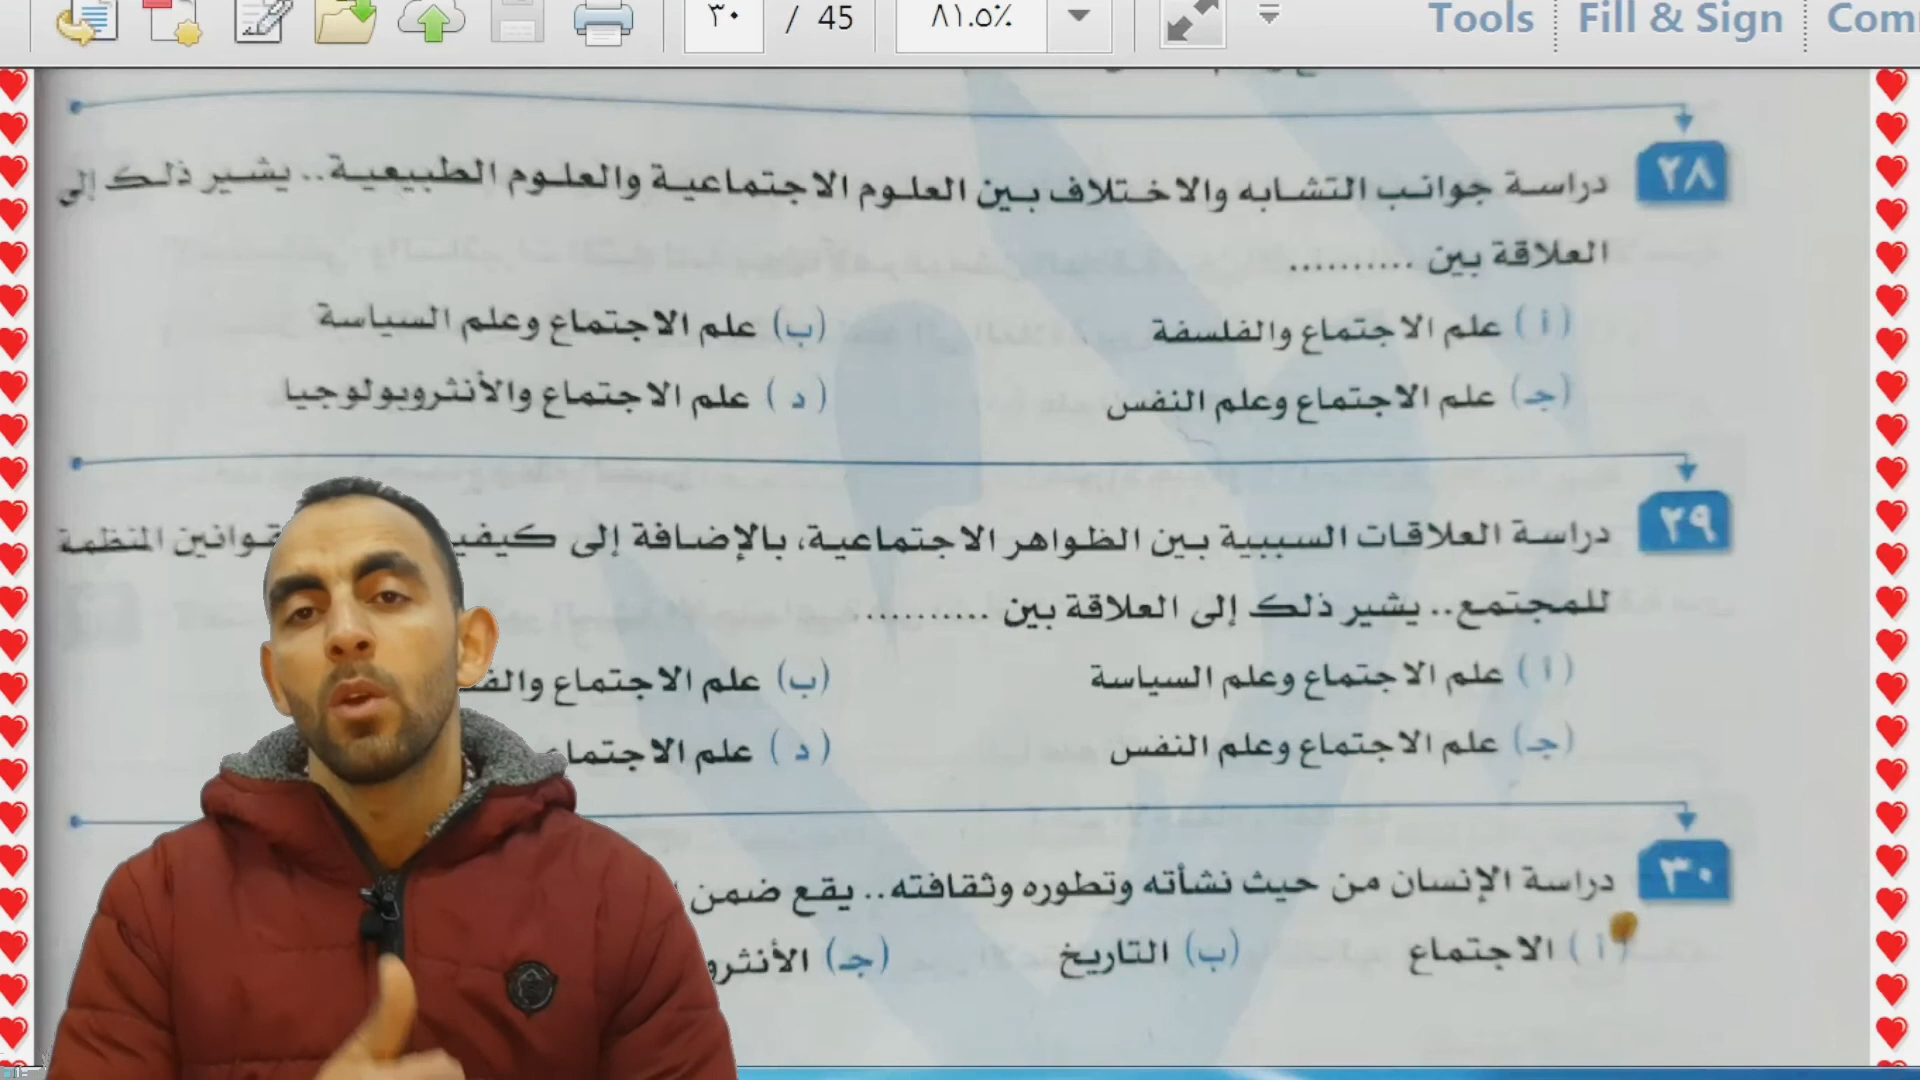 ٣٠ / 45 ٨١.٥٪ Tools Fill & Sign
٢٨ دراسة جوانب التشابه والاختلاف بين العلوم الاجتماعية والعلوم الطبيعية.. يشير ذلك إلى
العلاقة بين ..........
(أ) علم الاجتماع والفلسفة (ب) علم الاجتماع وعلم السياسة
(جـ) علم الاجتماع وعلم النفس (د) علم الاجتماع والأنثروبولوجيا
٢٩ دراسة العلاقات السببية بين الظواهر الاجتماعية، بالإضافة إلى المنظمة
للمجتمع.. يشير ذلك إلى العلاقة بين ..........
(أ) علم الاجتماع وعلم السياسة (ب) علم الاجتماع
(جـ) علم الاجتماع وعلم النفس (د) علم
٣٠ دراسة الإنسان من حيث نشأته وتطوره وثقافته.. يقع ضمن
(أ) الاجتماع (ب) التاريخ (جـ)